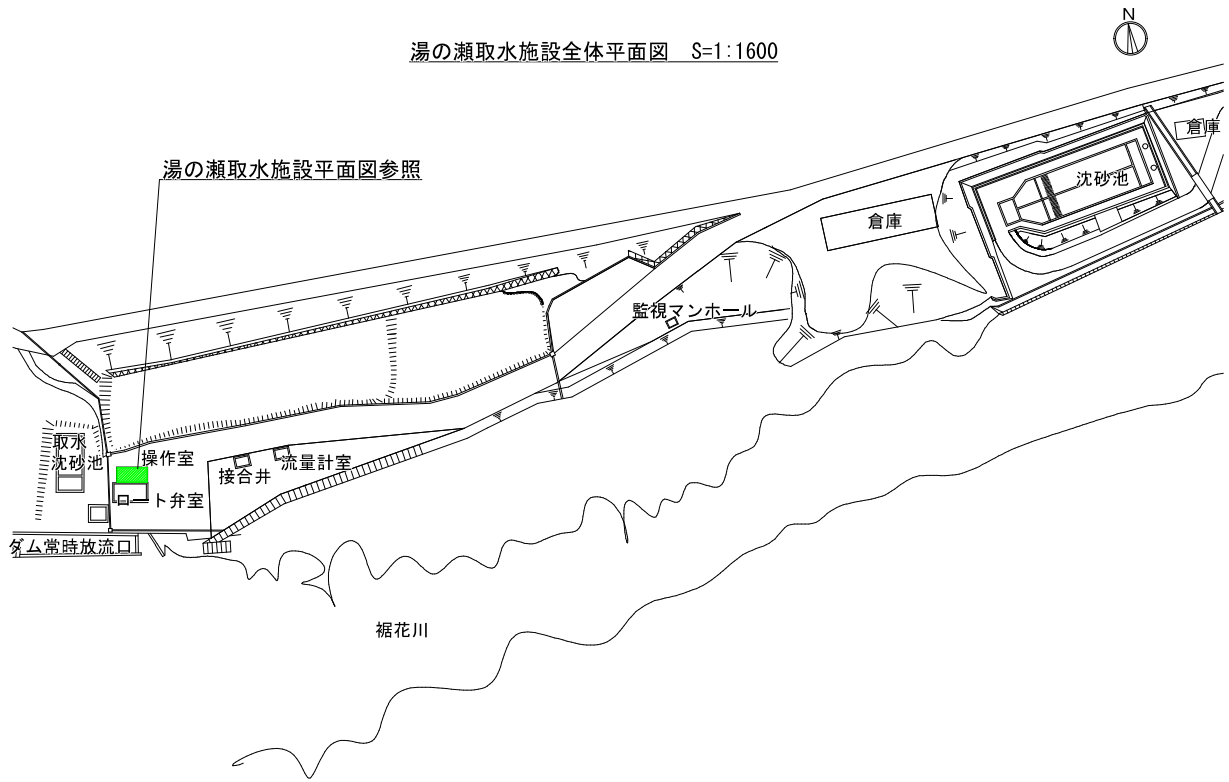 N
湯の瀬取水施設全体平面図 S=1:1600
倉庫
湯の瀬取水施設平面図参照
沈砂池
倉庫
監視マンホール
取水
沈砂池
操作室
流量計室
接合井
ト弁室
ダム常時放流口
裾花川